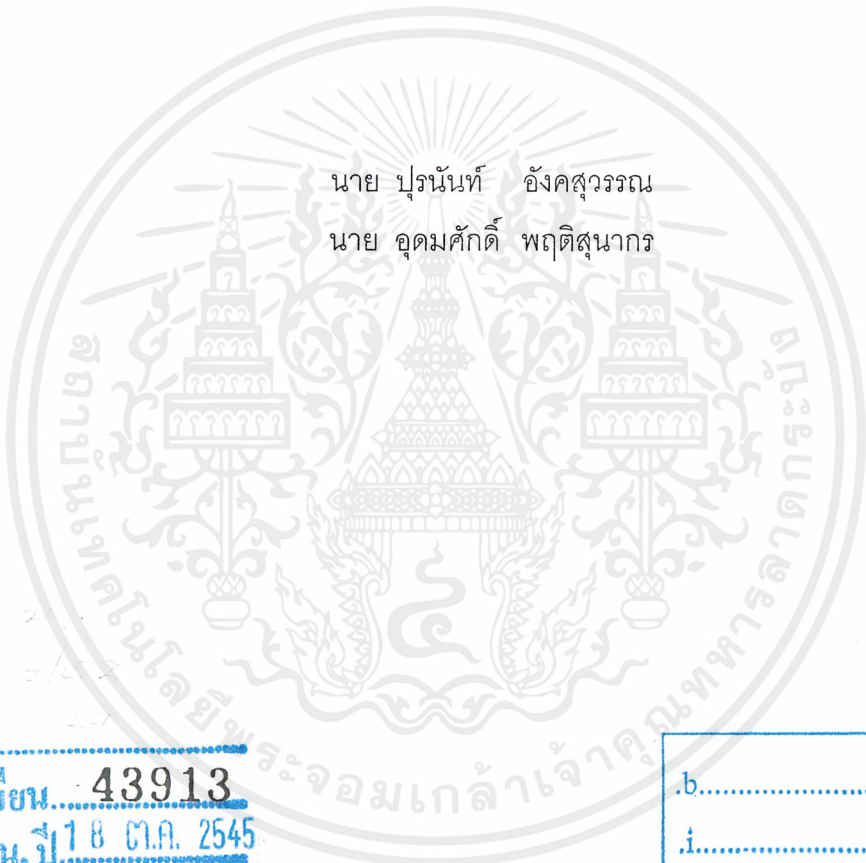 นาย ปุรนันท์ อังคสุวรรณ
นาย อุดมศักดิ์ พฤติสุนากร
สถาบันเทคโนโลยีพระจอมเกล้าเจ้าคุณทหารลาดกระบัง
43913
น,ปี 18 ต.ค. 2545
.b
.i